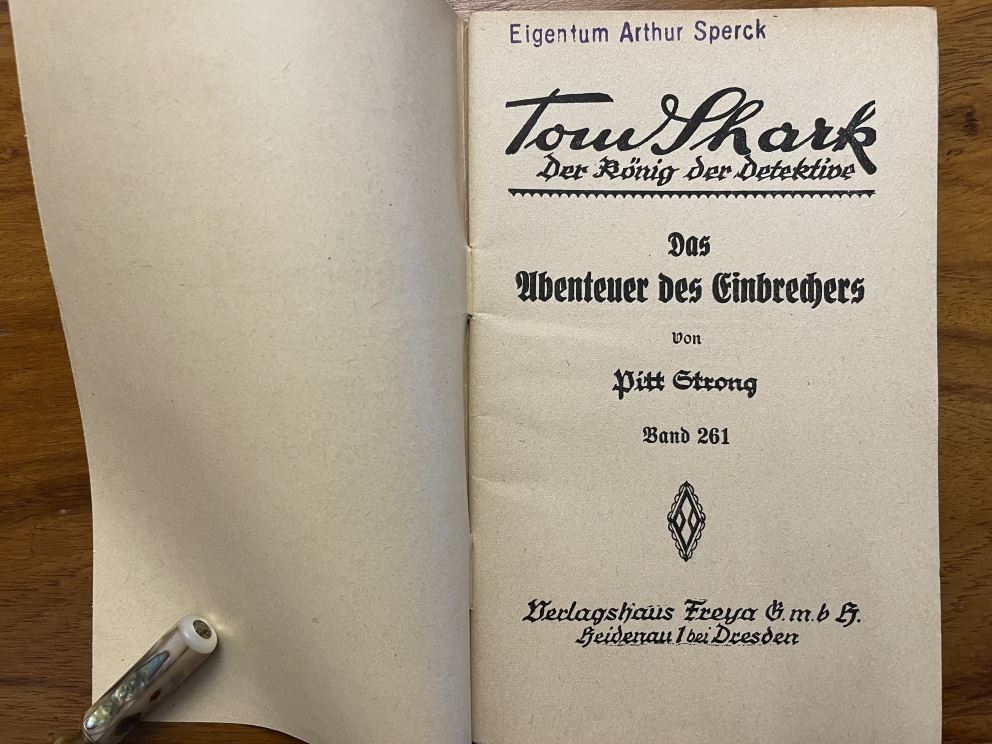 Eigentum Arthur Sperck
Tom Shark
Der König der Detektive
Das
Abenteuer des Einbrechers
von
Pitt Strong
Band 261
Verlagshaus Freya G.m.b H.
Heidenau 1 bei Dresden